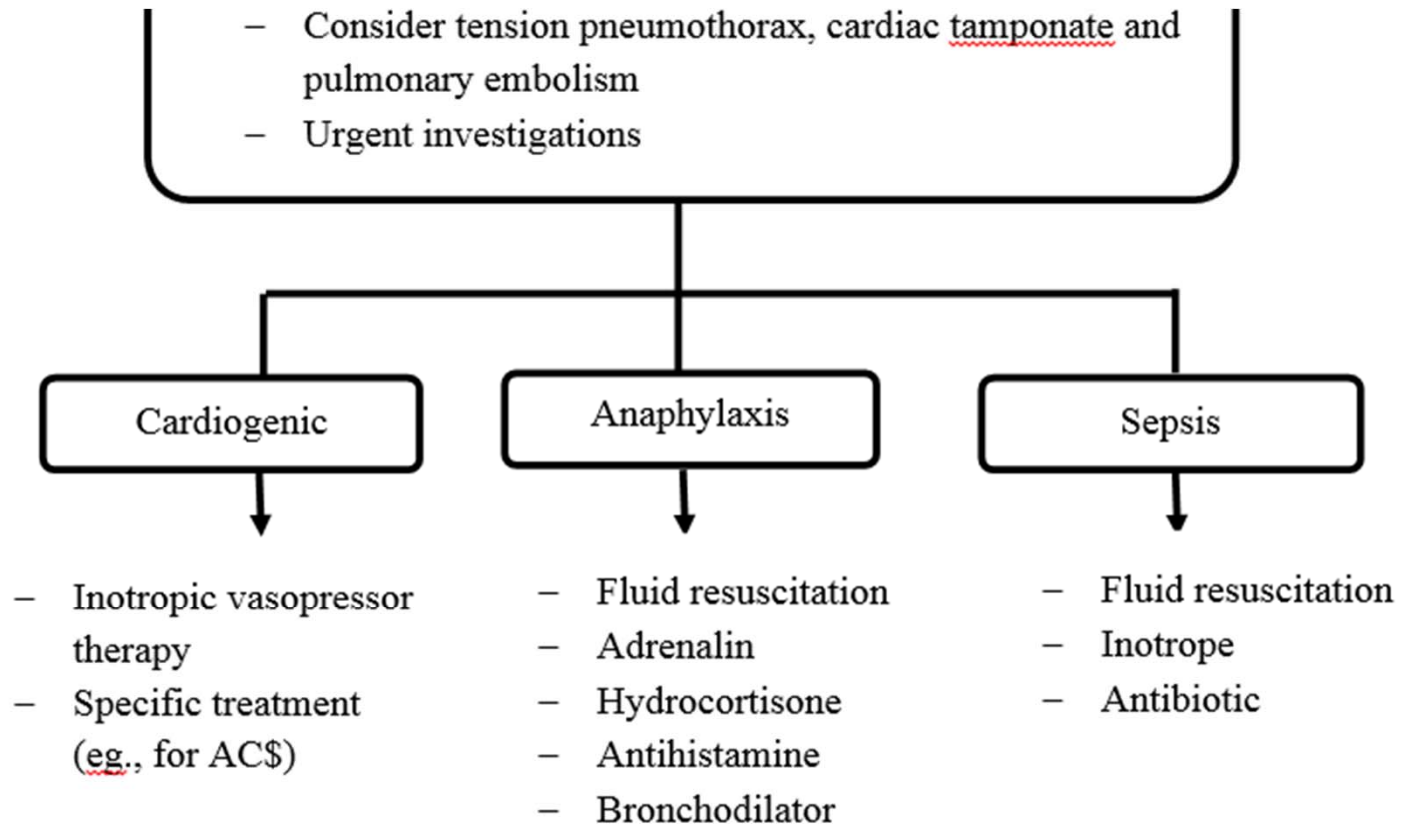 – Consider tension pneumothorax, cardiac tamponate and
pulmonary embolism
– Urgent investigations
Cardiogenic
Anaphylaxis
Sepsis
– Inotropic vasopressor
therapy
– Specific treatment
(eg., for AC$)
– Fluid resuscitation
– Adrenalin
– Hydrocortisone
– Antihistamine
– Bronchodilator
– Fluid resuscitation
– Inotrope
– Antibiotic